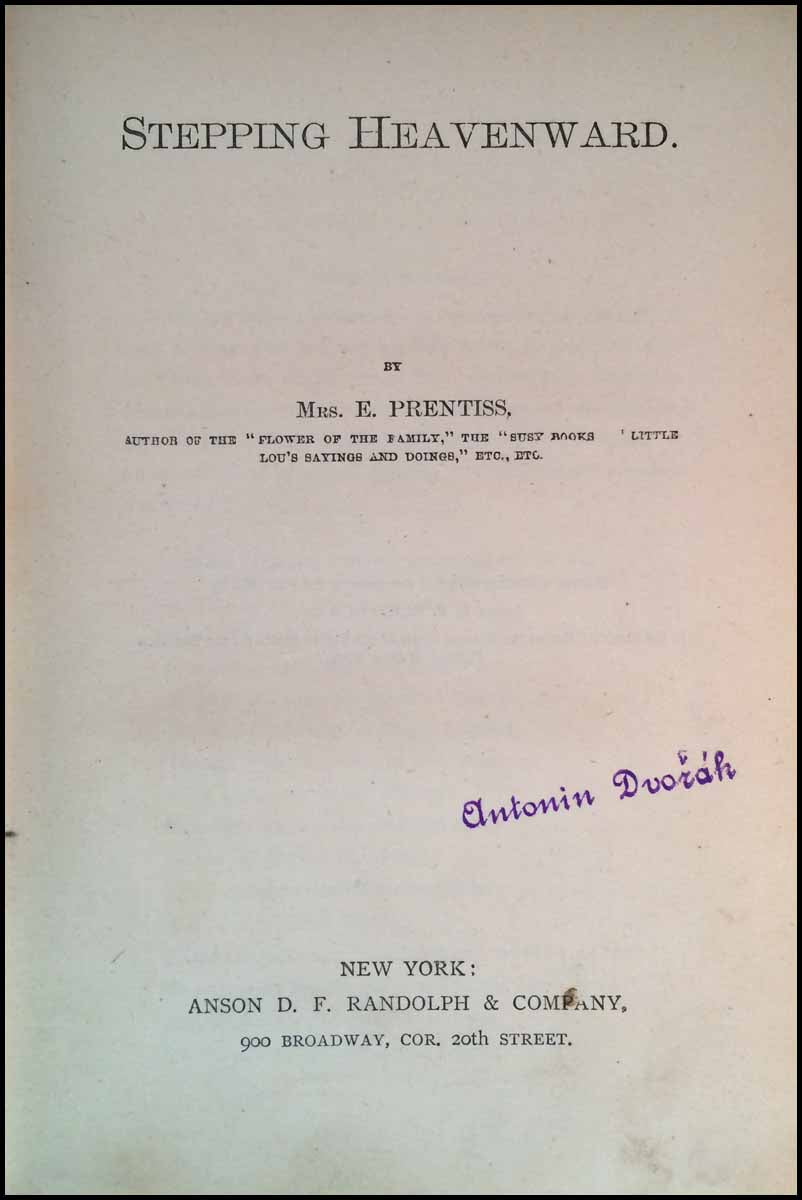 STEPPING HEAVENWARD.
BY
MRS. E. PRENTISS,
AUTHOR OF THE "FLOWER OF THE FAMILY," THE "SUSY BOOKS ' LITTLE
LOU'S SAYINGS AND DOINGS," ETC., ETC.
Antonin Dvořák
NEW YORK:
ANSON D. F. RANDOLPH & COMPANY,
900 BROADWAY, COR. 20th STREET.